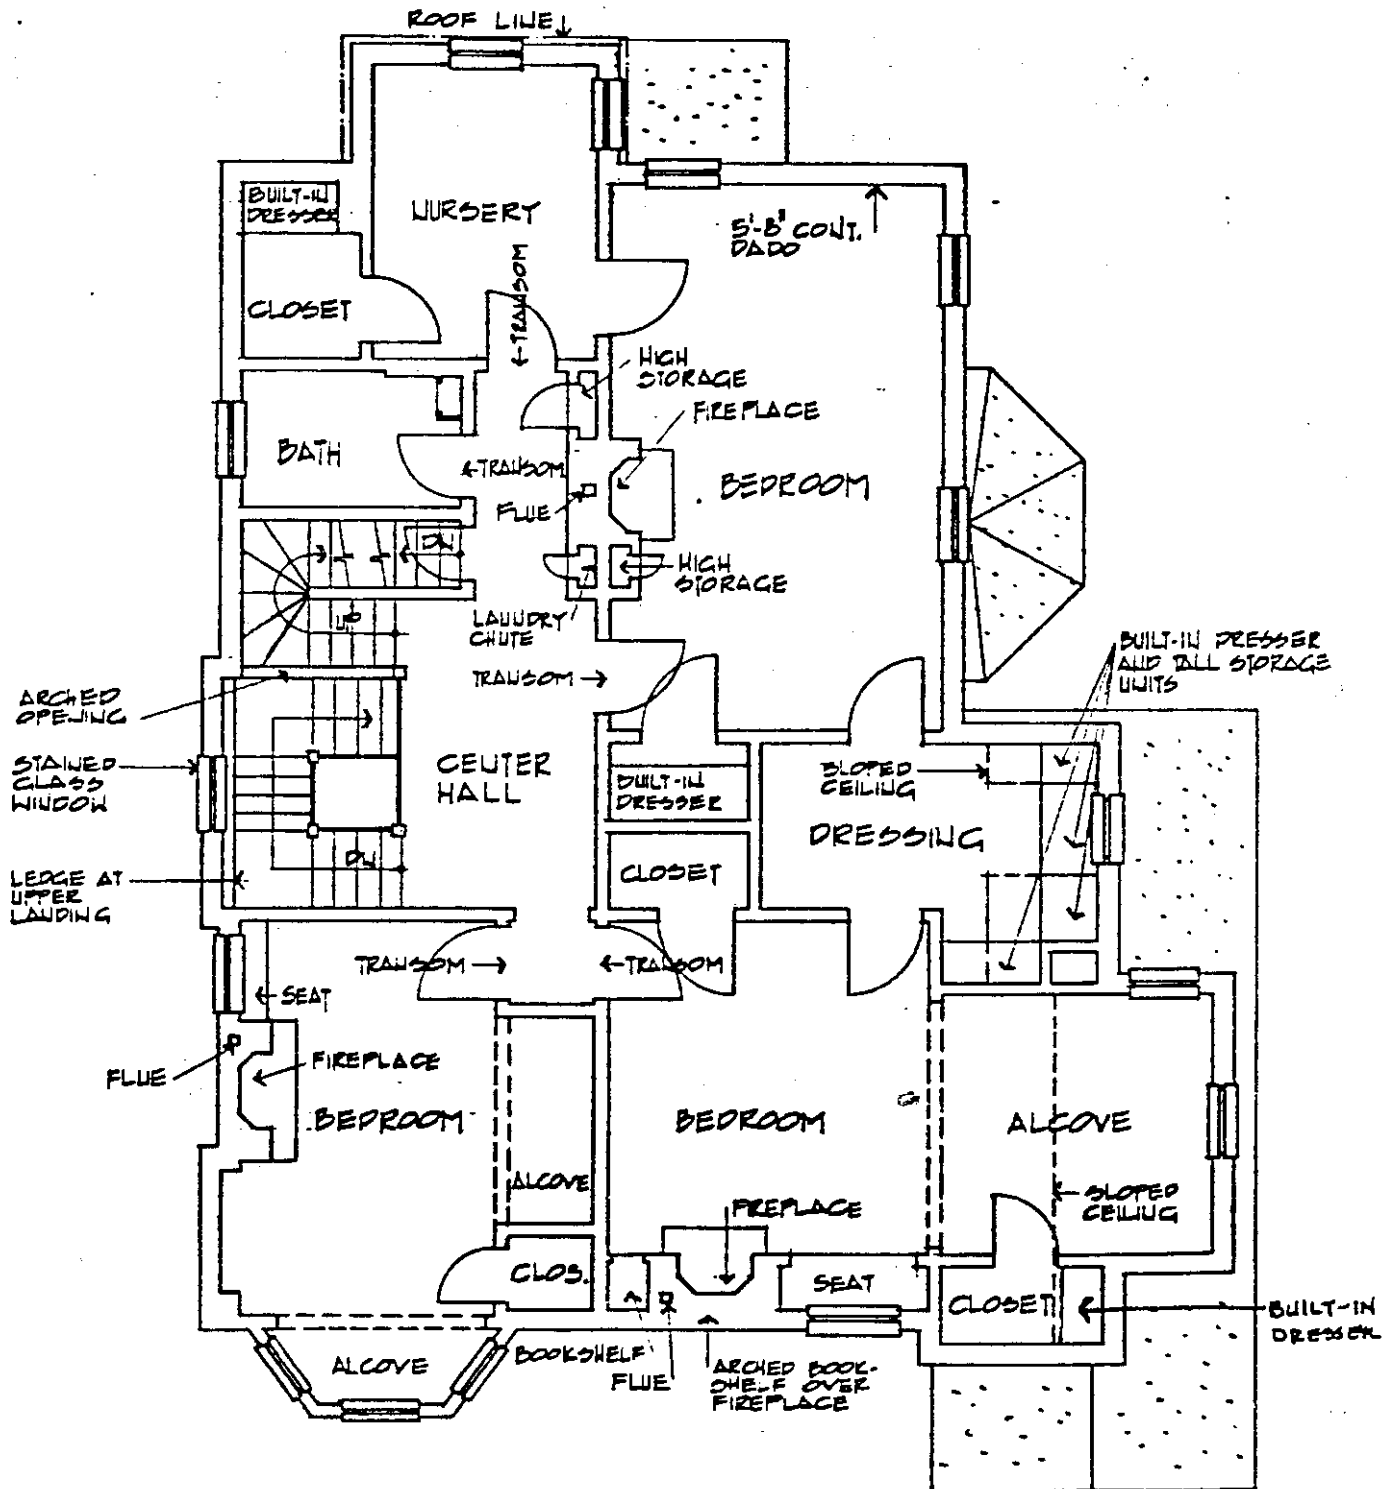 ROOF LINE
BUILT-IN
DRESSER
NURSERY
5'-8" CONT.
DADO
TRANSOM
CLOSET
HIGH
STORAGE
FIREPLACE
BATH
TRANSOM
BEDROOM
FLUE
DN
HIGH
STORAGE
UP
LAUNDRY
CHUTE
BUILT-IN DRESSER
AND TALL STORAGE
UNITS
TRANSOM
ARCHED
OPENING
STAINED
GLASS
WINDOW
CENTER
HALL
BUILT-IN
DRESSER
SLOPED
CEILING
DRESSING
DN
LEDGE AT
UPPER
LANDING
CLOSET
TRANSOM
TRANSOM
SEAT
FIREPLACE
FLUE
BEDROOM
BEDROOM
ALCOVE
ALCOVE
SLOPED
CEILING
FIREPLACE
CLOS.
SEAT
CLOSET
BUILT-IN
DRESSER
ALCOVE
BOOKSHELF
FLUE
ARCHED BOOK-
SHELF OVER
FIREPLACE